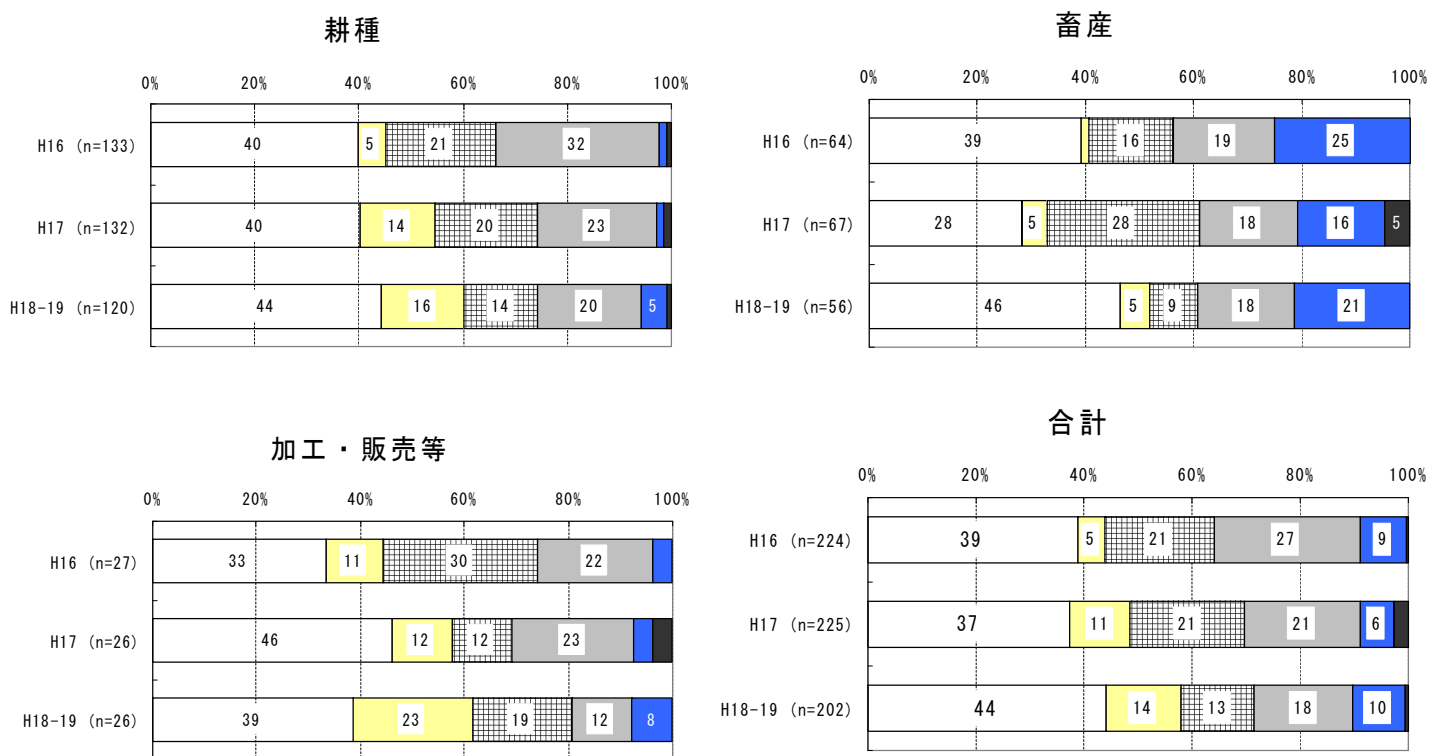 耕種
0% 20% 40% 60% 80% 100%
H16 (n=133) 40 5 21 32
H17 (n=132) 40 14 20 23
H18-19 (n=120) 44 16 14 20 5
畜産
0% 20% 40% 60% 80% 100%
H16 (n=64) 39 16 19 25
H17 (n=67) 28 5 28 18 16 5
H18-19 (n=56) 46 5 9 18 21
加工・販売等
0% 20% 40% 60% 80% 100%
H16 (n=27) 33 11 30 22
H17 (n=26) 46 12 12 23
H18-19 (n=26) 39 23 19 12 8
合計
0% 20% 40% 60% 80% 100%
H16 (n=224) 39 5 21 27 9
H17 (n=225) 37 11 21 21 6
H18-19 (n=202) 44 14 13 18 10